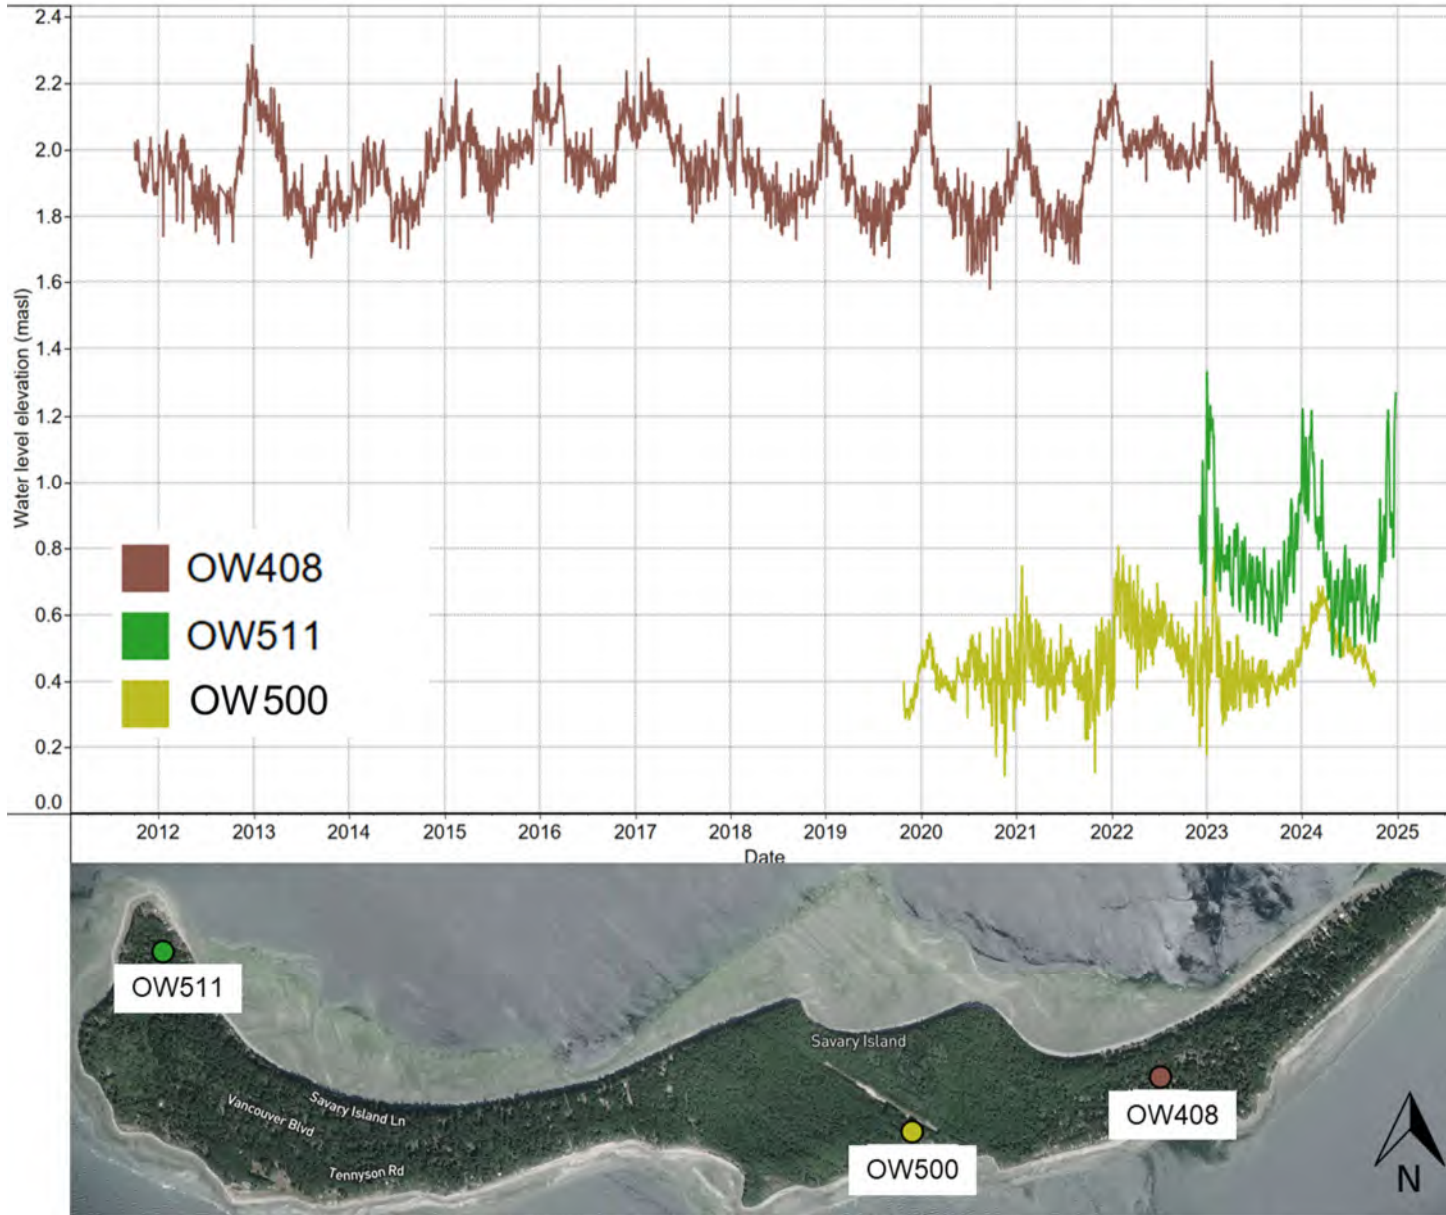 2.4
2.2
2.0
1.8
1.6
1.4
1.2
1.0
0.8
0.6
0.4
0.2
0.0
Water level elevation (masl)
OW408
OW511
OW500
2012 2013 2014 2015 2016 2017 2018 2019 2020 2021 2022 2023 2024 2025
Date
OW511
Savary Island
Savary Island Ln
Vancouver Blvd
OW408
OW500
Tennyson Rd
N